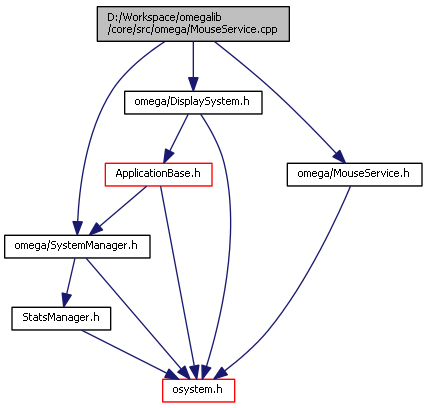 D:/Workspace/omegalib
/core/src/omega/MouseService.cpp
omega/DisplaySystem.h
ApplicationBase.h
omega/MouseService.h
omega/SystemManager.h
StatsManager.h
osystem.h